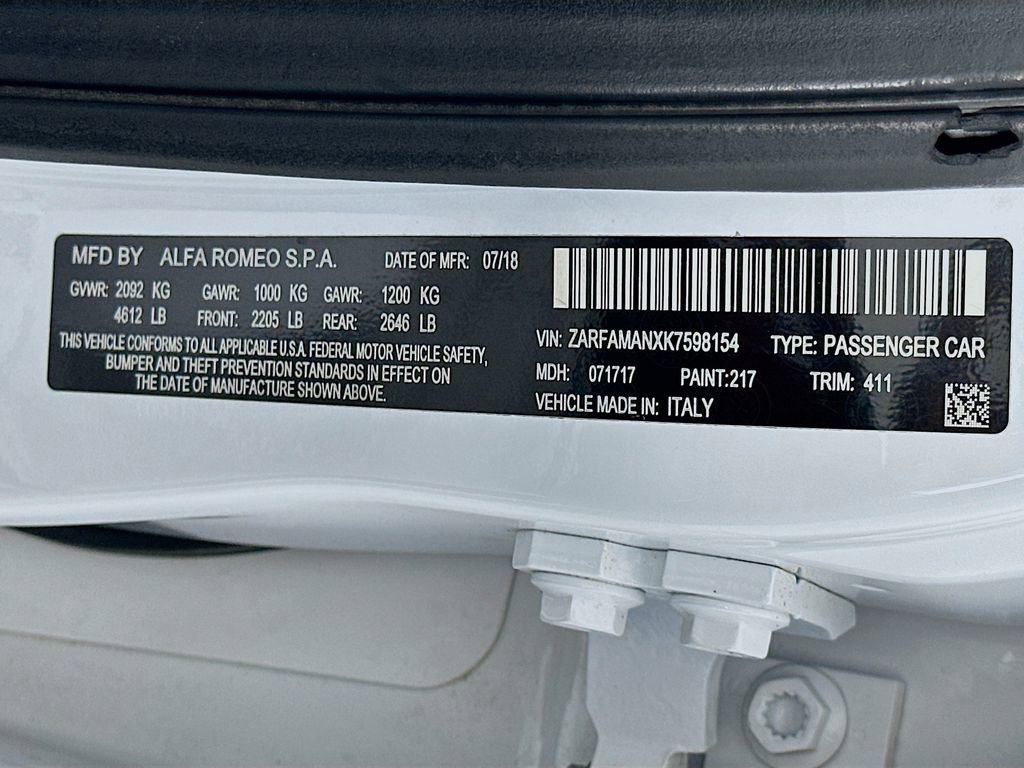 MFD BY ALFA ROMEO S.P.A. DATE OF MFR: 07/18
GVWR: 2092 KG GAWR: 1000 KG GAWR: 1200 KG
4612 LB FRONT: 2205 LB REAR: 2646 LB
THIS VEHICLE CONFORMS TO ALL APPLICABLE U.S.A. FEDERAL MOTOR VEHICLE SAFETY,
BUMPER AND THEFT PREVENTION STANDARDS IN EFFECT ON
THE DATE OF MANUFACTURE SHOWN ABOVE.
VIN: ZARFAMANXK7598154 TYPE: PASSENGER CAR
MDH: 071717 PAINT:217 TRIM: 411
VEHICLE MADE IN: ITALY